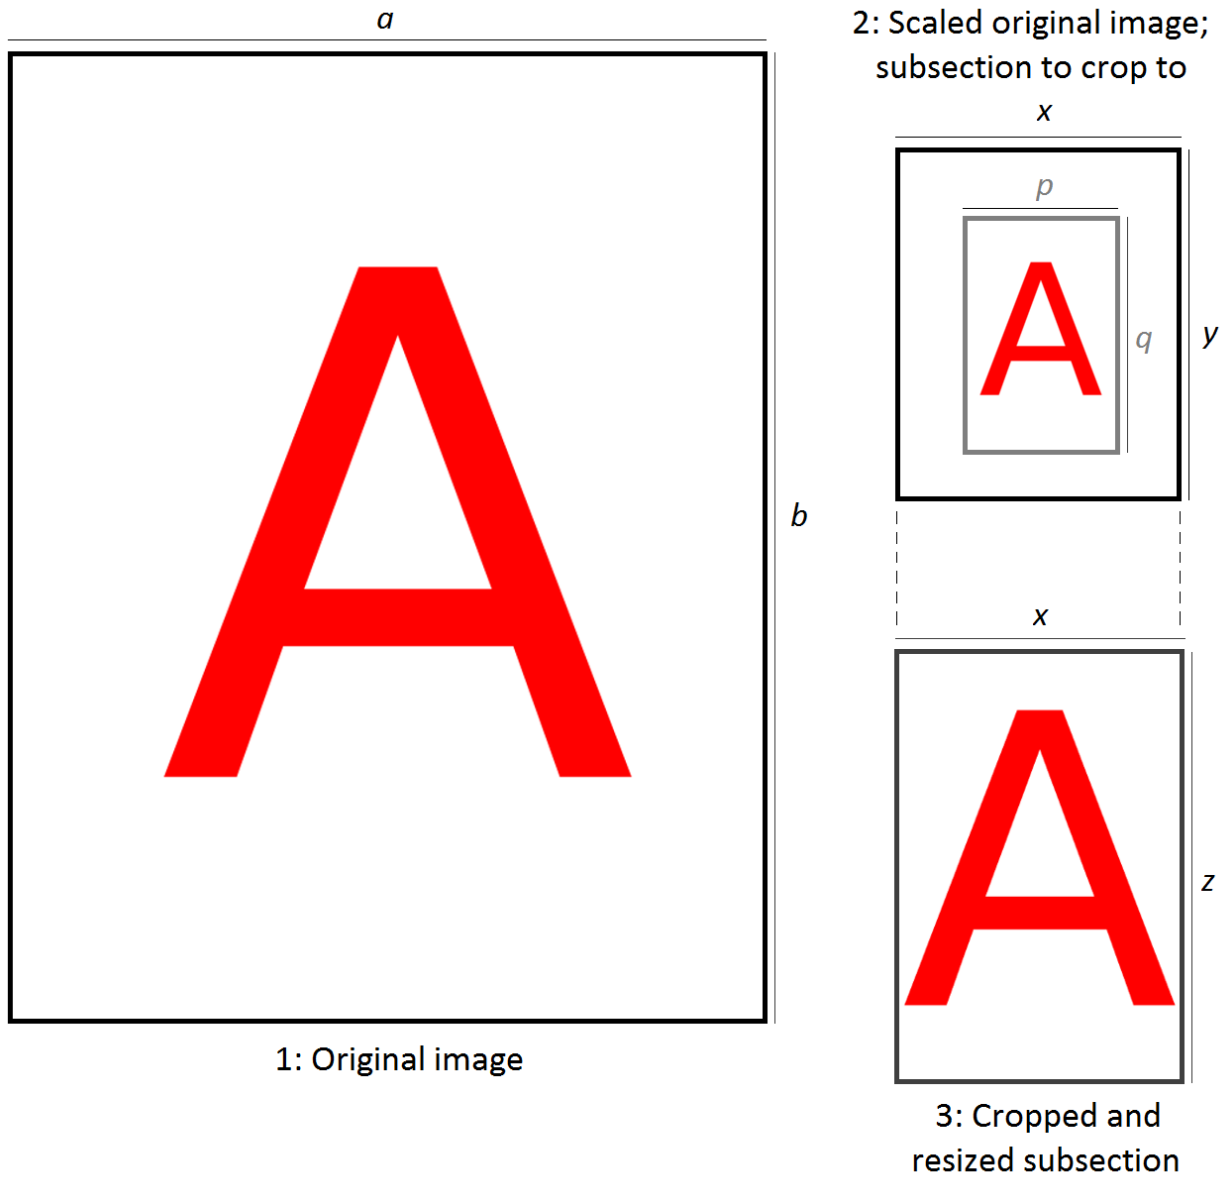 a
A
b
1: Original image
2: Scaled original image;
subsection to crop to
x
p
A
q
y
x
A
z
3: Cropped and
resized subsection